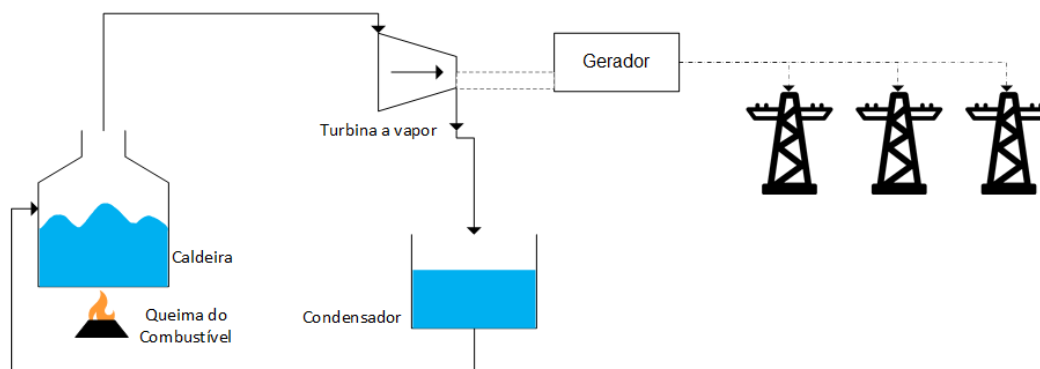 Gerador
Turbina a vapor
Caldeira
Queima do
Combustível
Condensador